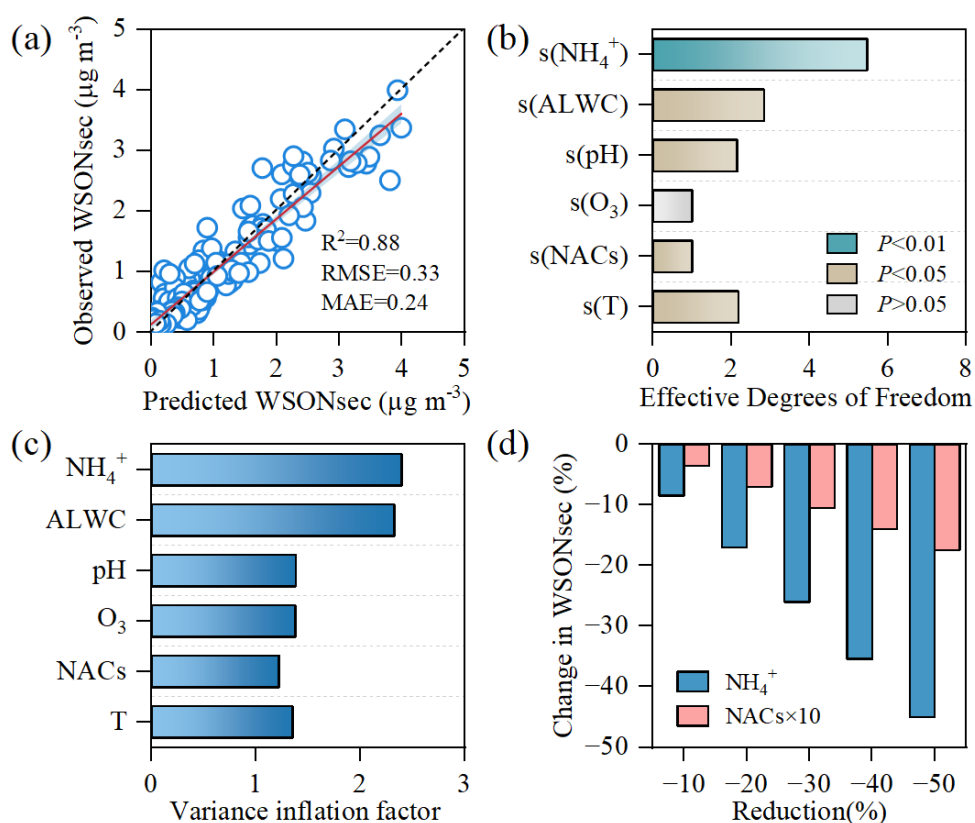 (a)
Observed WSONsec (µg m⁻³)
5
4
3
2
1
0
R²=0.88
RMSE=0.33
MAE=0.24
0 1 2 3 4 5
Predicted WSONsec (µg m⁻³)
(b)
s(NH₄⁺)
s(ALWC)
s(pH)
s(O₃)
s(NACs)
s(T)
P<0.01
P<0.05
P>0.05
0 2 4 6 8
Effective Degrees of Freedom
(c)
NH₄⁺
ALWC
pH
O₃
NACs
T
0 1 2 3
Variance inflation factor
(d)
Change in WSONsec (%)
0
−10
−20
−30
−40
−50
NH₄⁺
NACs×10
−10 −20 −30 −40 −50
Reduction(%)